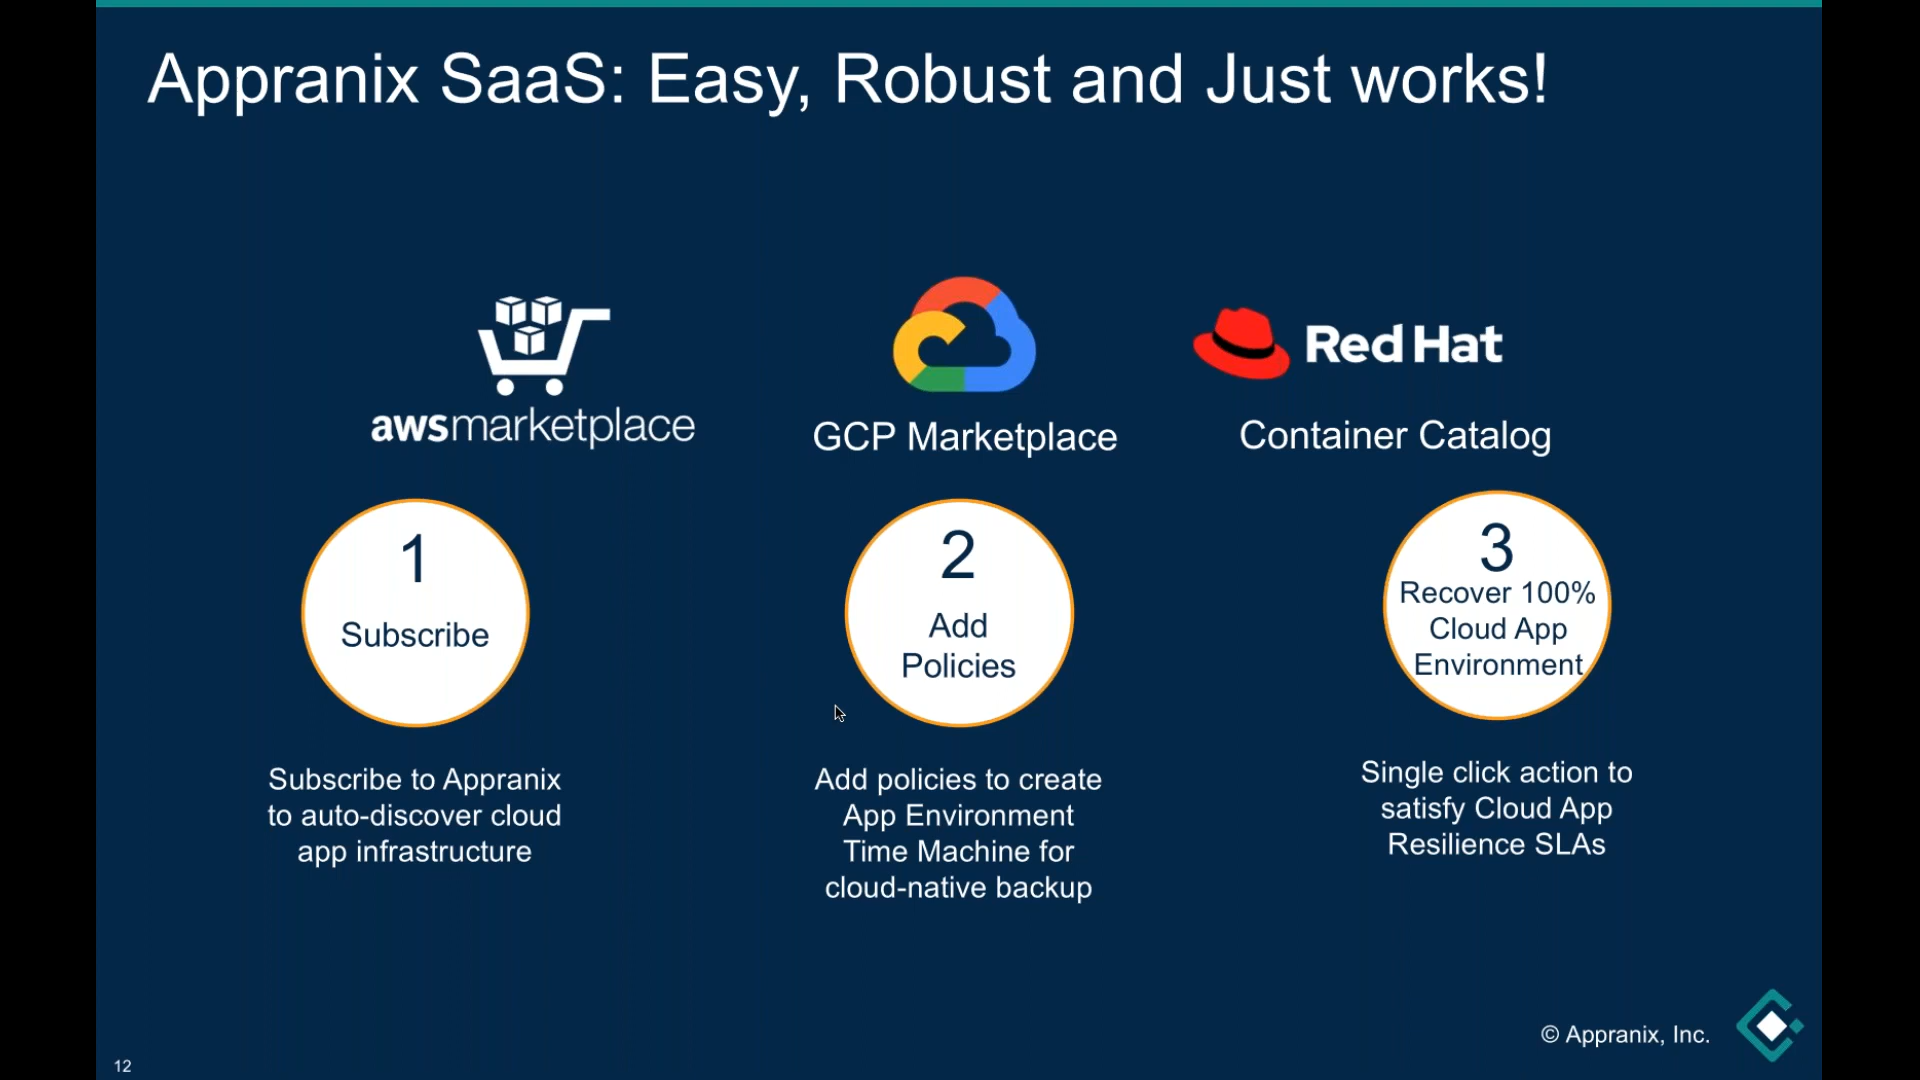 Appranix SaaS: Easy, Robust and Just works!
awsmarketplace
GCP Marketplace
Red Hat
Container Catalog
1
Subscribe
2
Add
Policies
3
Recover 100%
Cloud App
Environment
Subscribe to Appranix
to auto-discover cloud
app infrastructure
Add policies to create
App Environment
Time Machine for
cloud-native backup
Single click action to
satisfy Cloud App
Resilience SLAs
© Appranix, Inc.
12